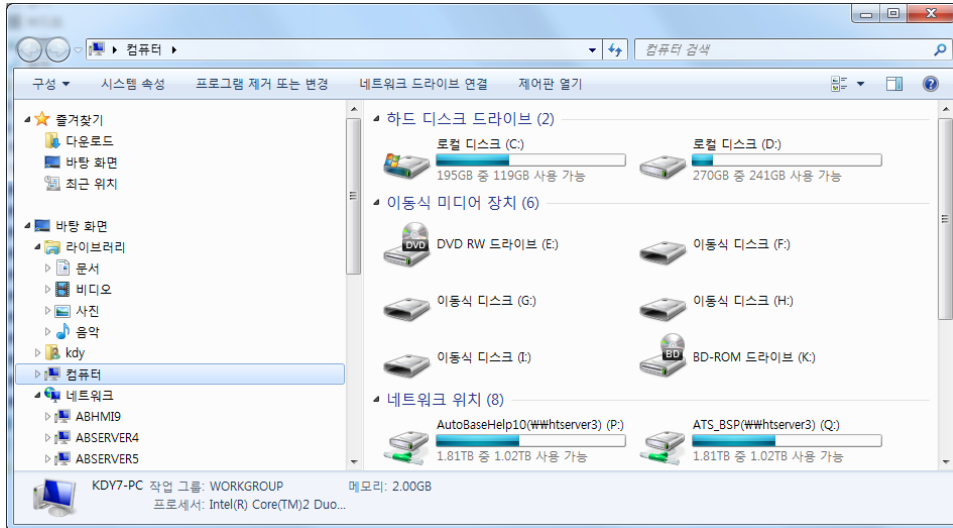 컴퓨터
컴퓨터 검색
구성 시스템 속성 프로그램 제거 또는 변경 네트워크 드라이브 연결 제어판 열기
즐겨찾기
다운로드
바탕 화면
최근 위치
바탕 화면
라이브러리
문서
비디오
사진
음악
kdy
컴퓨터
네트워크
ABHMI9
ABSERVER4
ABSERVER5
하드 디스크 드라이브 (2)
로컬 디스크 (C:)
195GB 중 119GB 사용 가능
로컬 디스크 (D:)
270GB 중 241GB 사용 가능
이동식 미디어 장치 (6)
DVD
DVD RW 드라이브 (E:)
이동식 디스크 (F:)
이동식 디스크 (G:)
이동식 디스크 (H:)
이동식 디스크 (I:)
BD
BD-ROM 드라이브 (K:)
네트워크 위치 (8)
AutoBaseHelp10(₩₩htserver3) (P:)
1.81TB 중 1.02TB 사용 가능
ATS_BSP(₩₩htserver3) (Q:)
1.81TB 중 1.02TB 사용 가능
KDY7-PC 작업 그룹: WORKGROUP 메모리: 2.00GB
프로세서: Intel(R) Core(TM)2 Duo...